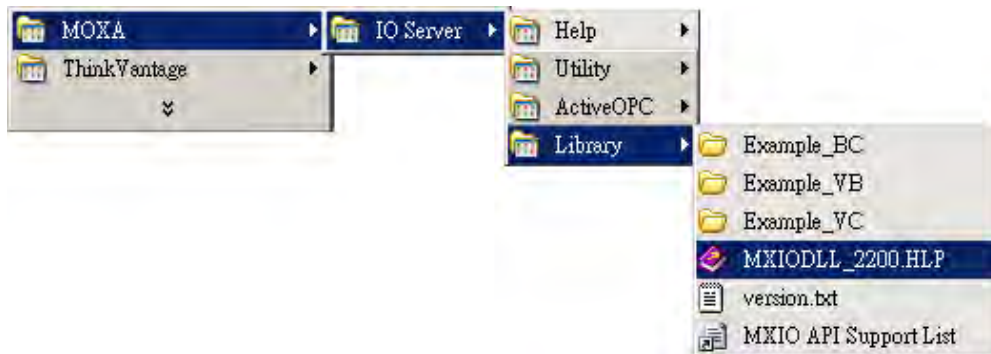 MOXA
ThinkVantage
IO Server
Help
Utility
ActiveOPC
Library
Example_BC
Example_VB
Example_VC
MXIODLL_2200.HLP
version.txt
MXIO API Support List